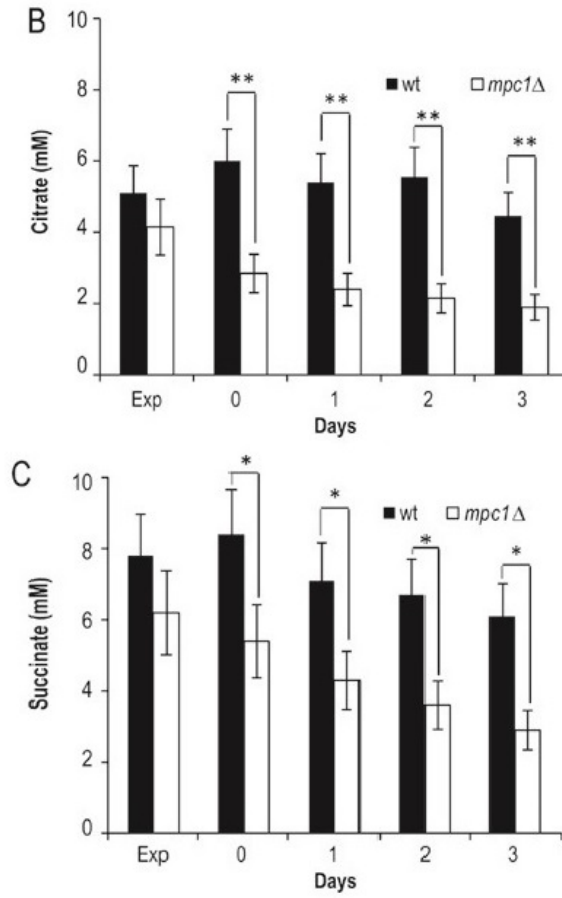 B
10
8
6
4
2
0
Citrate (mM)
wt mpc1Δ
** ** ** **
Exp 0 1 2 3
Days
C
10
8
6
4
2
0
Succinate (mM)
wt mpc1Δ
* * * *
Exp 0 1 2 3
Days